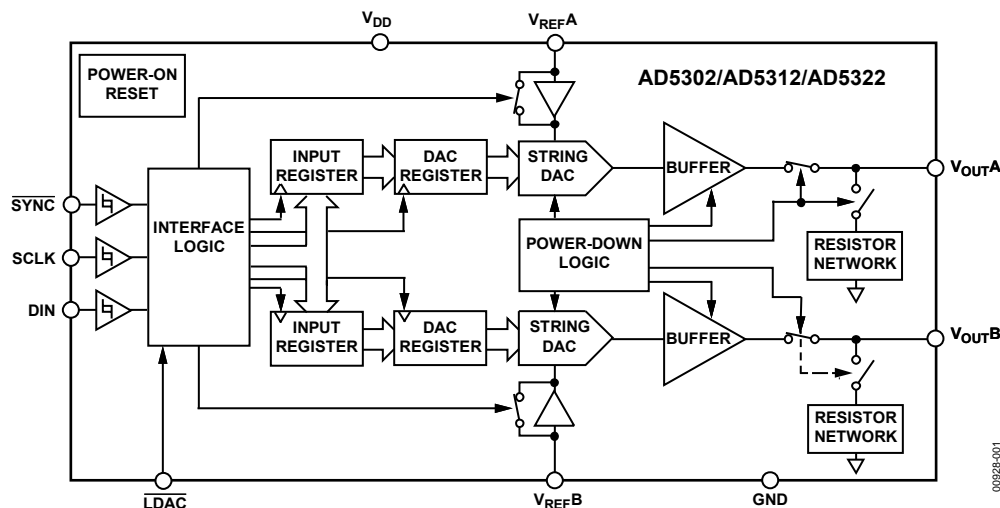 VDD
VREFA
POWER-ON
RESET
AD5302/AD5312/AD5322
INPUT
REGISTER
DAC
REGISTER
STRING
DAC
BUFFER
VOUTA
SYNC
SCLK
DIN
INTERFACE
LOGIC
POWER-DOWN
LOGIC
RESISTOR
NETWORK
INPUT
REGISTER
DAC
REGISTER
STRING
DAC
BUFFER
VOUTB
RESISTOR
NETWORK
LDAC
VREFB
GND
00928-001